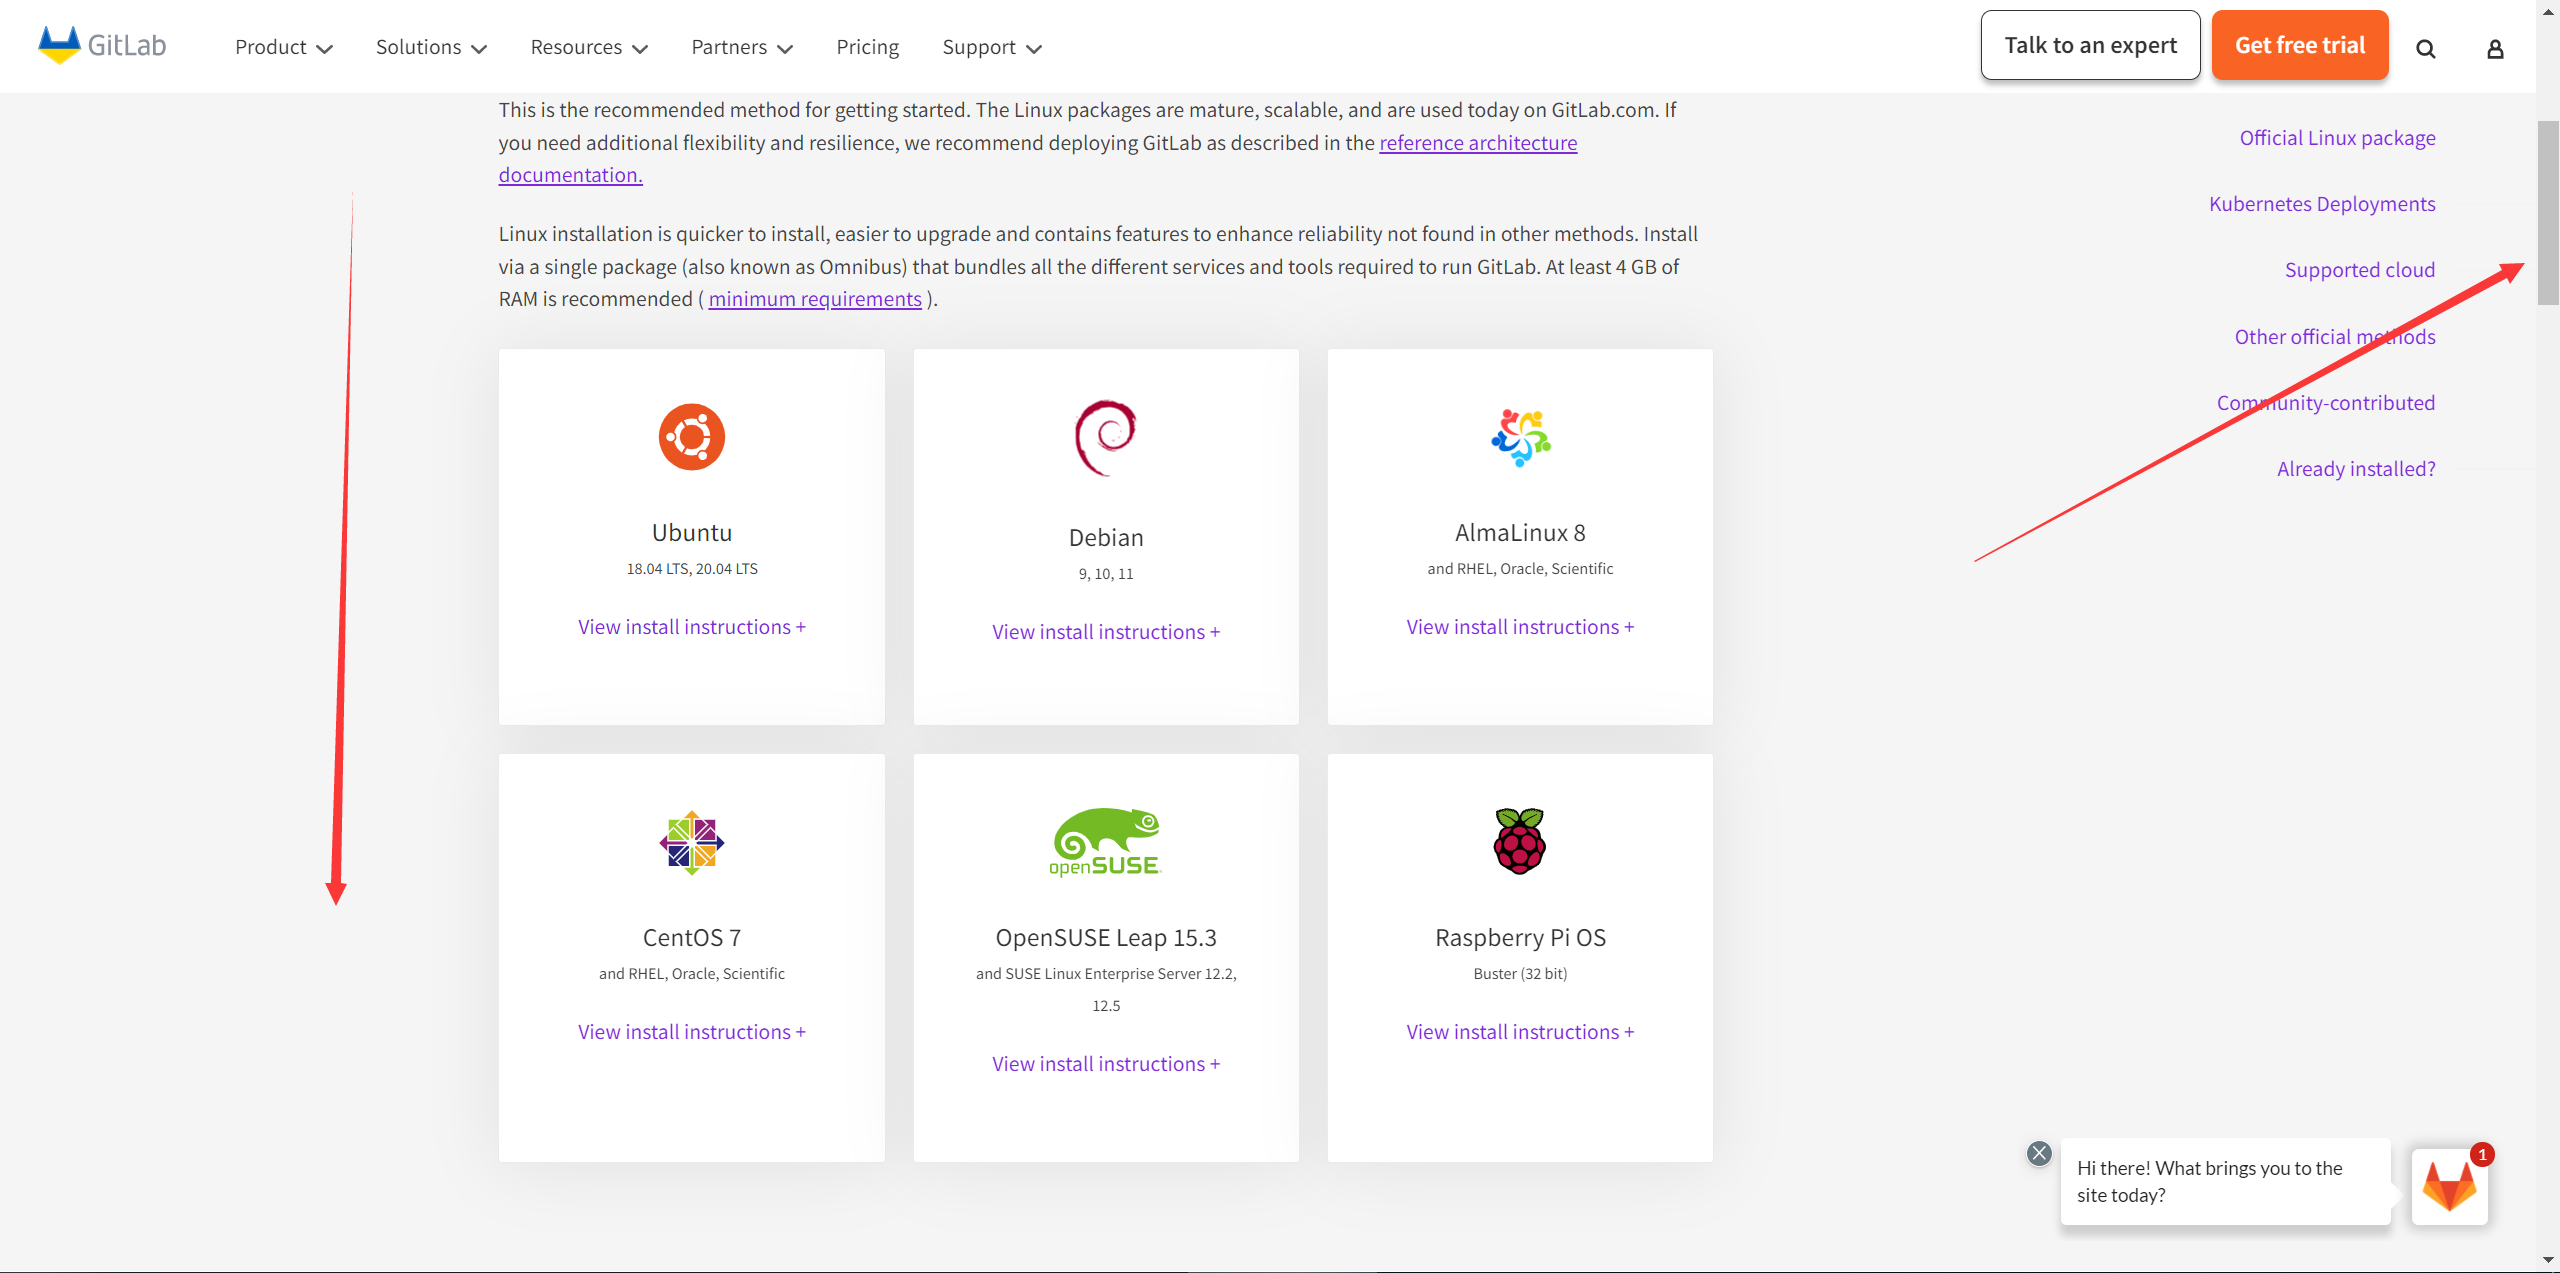 GitLab
Product
Solutions
Resources
Partners
Pricing
Support
Talk to an expert
Get free trial
This is the recommended method for getting started. The Linux packages are mature, scalable, and are used today on GitLab.com. If
you need additional flexibility and resilience, we recommend deploying GitLab as described in the reference architecture
documentation.
Linux installation is quicker to install, easier to upgrade and contains features to enhance reliability not found in other methods. Install
via a single package (also known as Omnibus) that bundles all the different services and tools required to run GitLab. At least 4 GB of
RAM is recommended ( minimum requirements ).
Official Linux package
Kubernetes Deployments
Supported cloud
Other official methods
Community-contributed
Already installed?
Ubuntu
18.04 LTS, 20.04 LTS
View install instructions +
Debian
9, 10, 11
View install instructions +
AlmaLinux 8
and RHEL, Oracle, Scientific
View install instructions +
CentOS 7
and RHEL, Oracle, Scientific
View install instructions +
openSUSE
OpenSUSE Leap 15.3
and SUSE Linux Enterprise Server 12.2,
12.5
View install instructions +
Raspberry Pi OS
Buster (32 bit)
View install instructions +
Hi there! What brings you to the
site today?
1